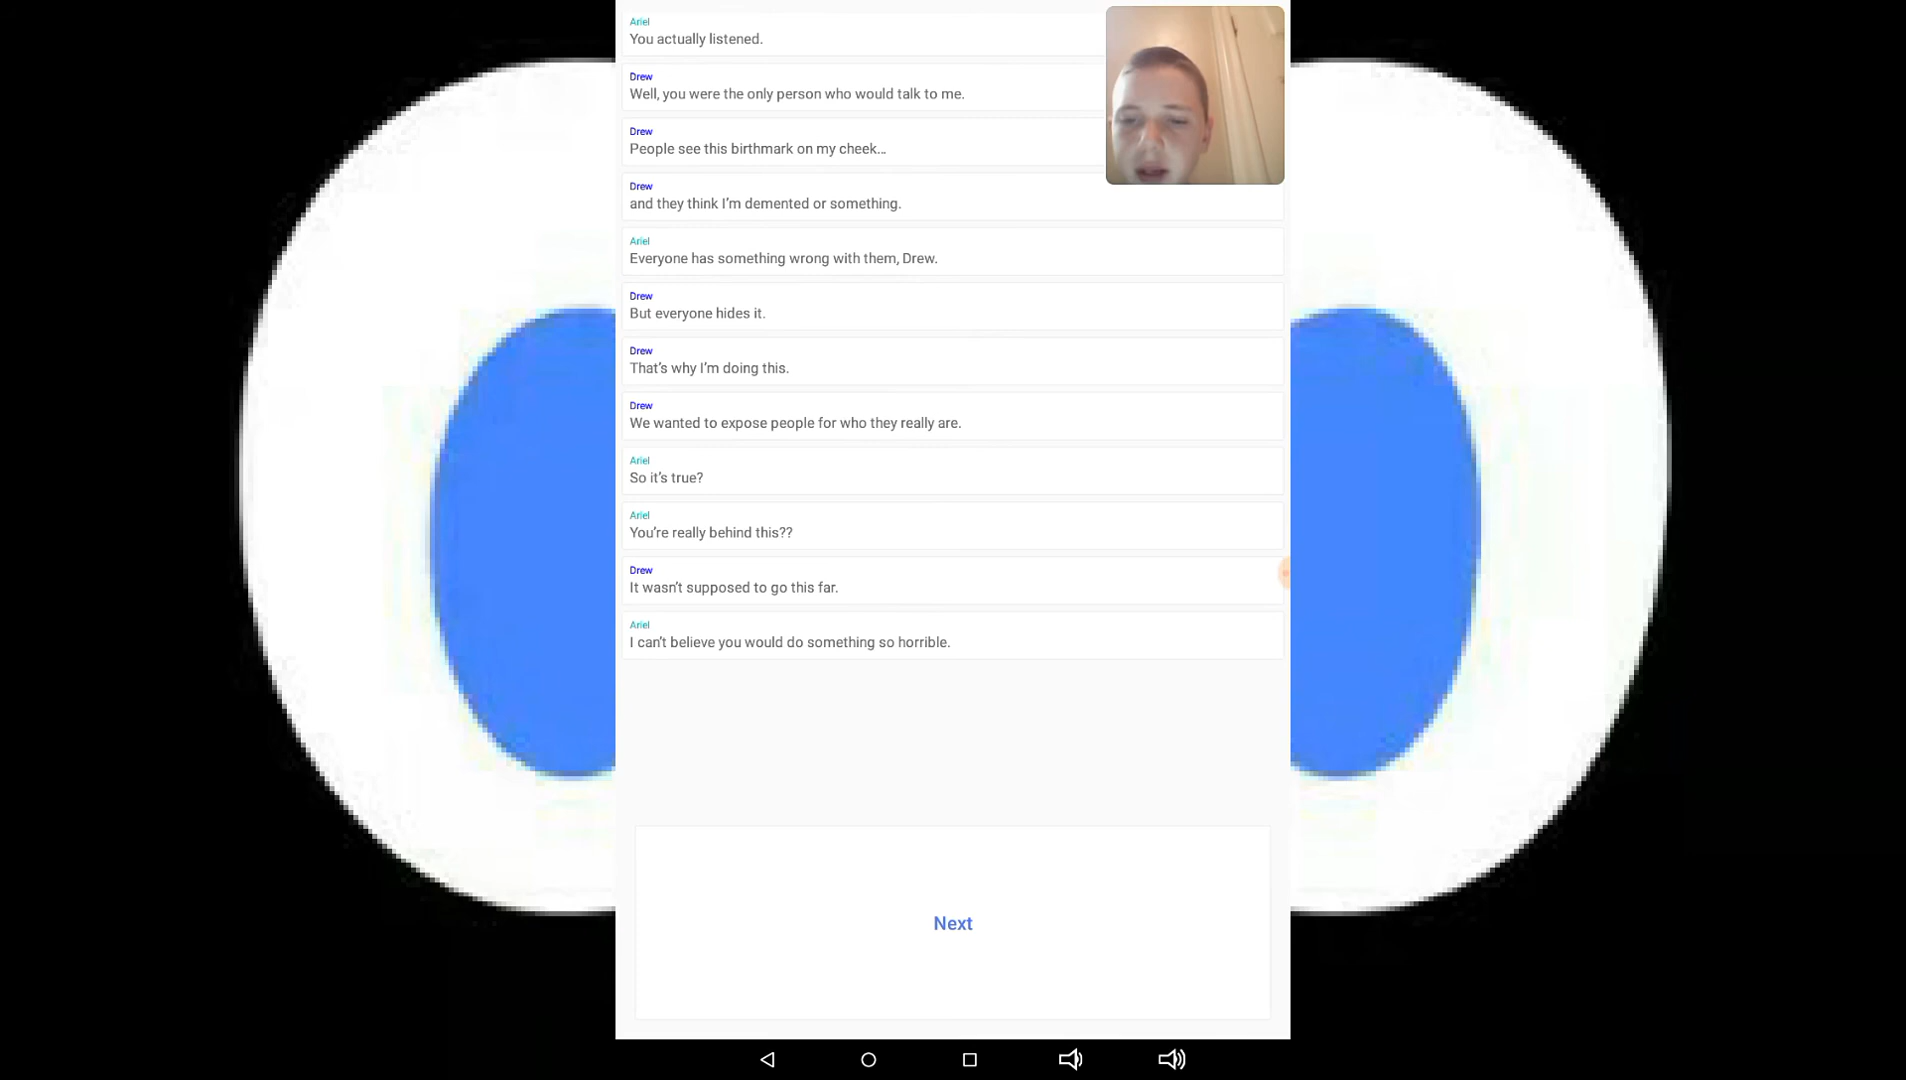 Ariel
You actually listened.
Drew
Well, you were the only person who would talk to me.
Drew
People see this birthmark on my cheek...
Drew
and they think I'm demented or something.
Ariel
Everyone has something wrong with them, Drew.
Drew
But everyone hides it.
Drew
That's why I'm doing this.
Drew
We wanted to expose people for who they really are.
Ariel
So it's true?
Ariel
You're really behind this??
Drew
It wasn't supposed to go this far.
Ariel
I can't believe you would do something so horrible.
Next